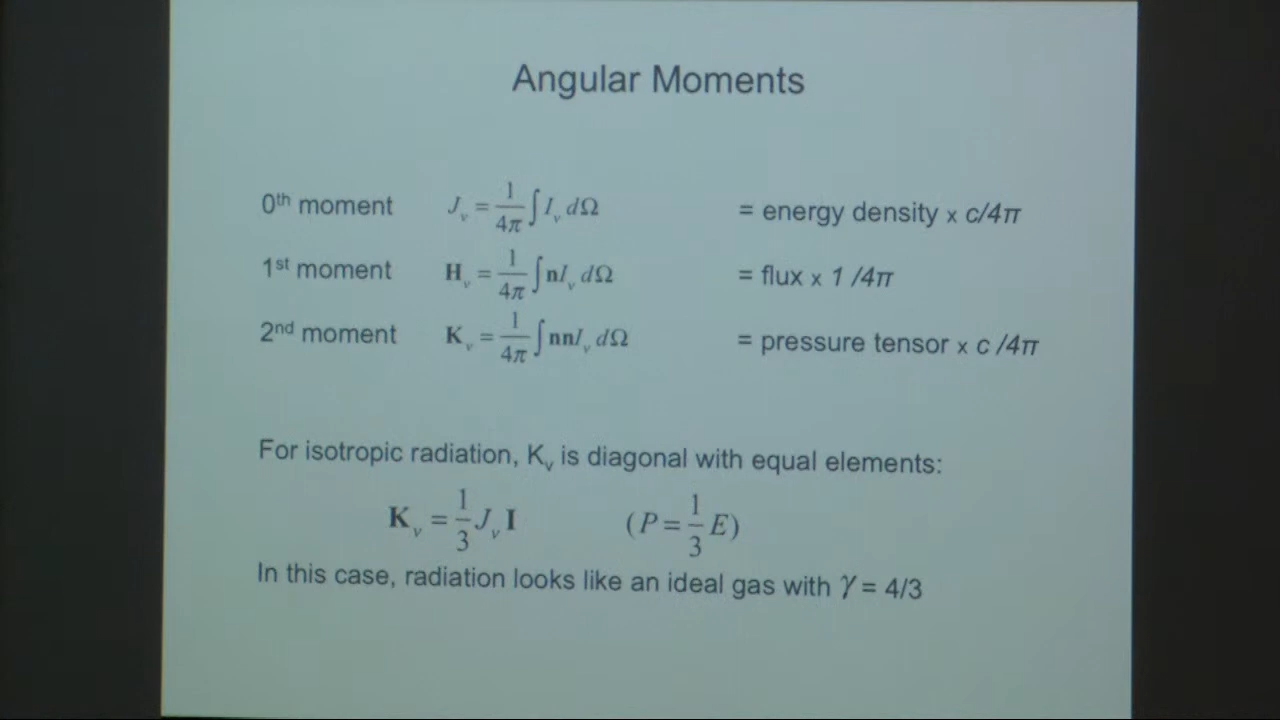 Angular Moments
0th moment J_ν = 1/4π ∫ I_ν dΩ = energy density x c/4π
1st moment H_ν = 1/4π ∫ nI_ν dΩ = flux x 1 /4π
2nd moment K_ν = 1/4π ∫ nnI_ν dΩ = pressure tensor x c /4π
For isotropic radiation, K_ν is diagonal with equal elements:
K_ν = 1/3 J_ν I (P = 1/3 E)
In this case, radiation looks like an ideal gas with γ = 4/3